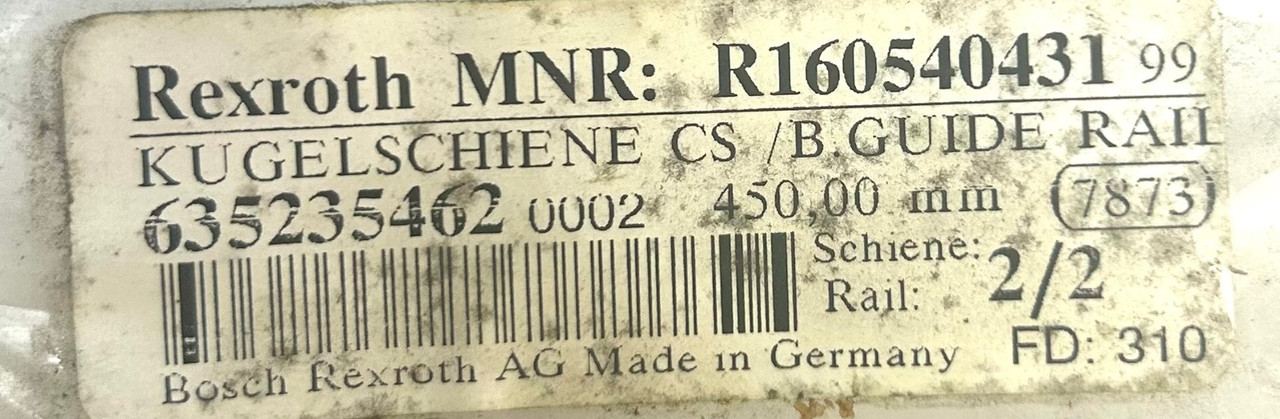 Rexroth MNR: R160540431 99
KUGELSCHIENE CS /B.GUIDE RAIL
635235462 0002 450,00 mm 7873
Schiene: 2/2
Rail:
FD: 310
Bosch Rexroth AG Made in Germany